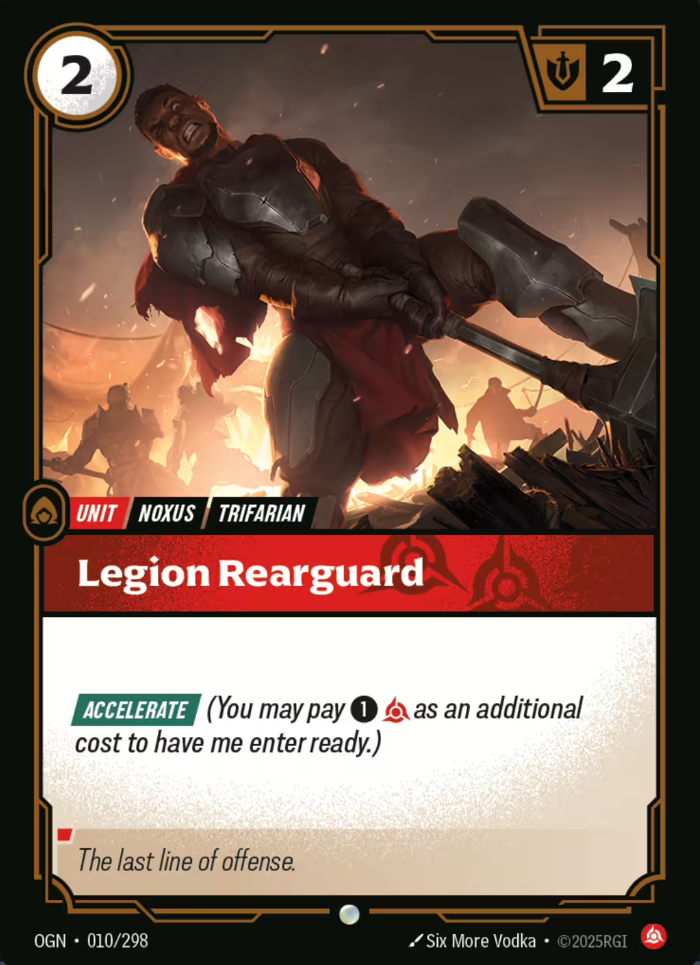 2
2
UNIT NOXUS TRIFARIAN
Legion Rearguard
ACCELERATE (You may pay 1 as an additional
cost to have me enter ready.)
The last line of offense.
OGN • 010/298
Six More Vodka • ©2025RGI